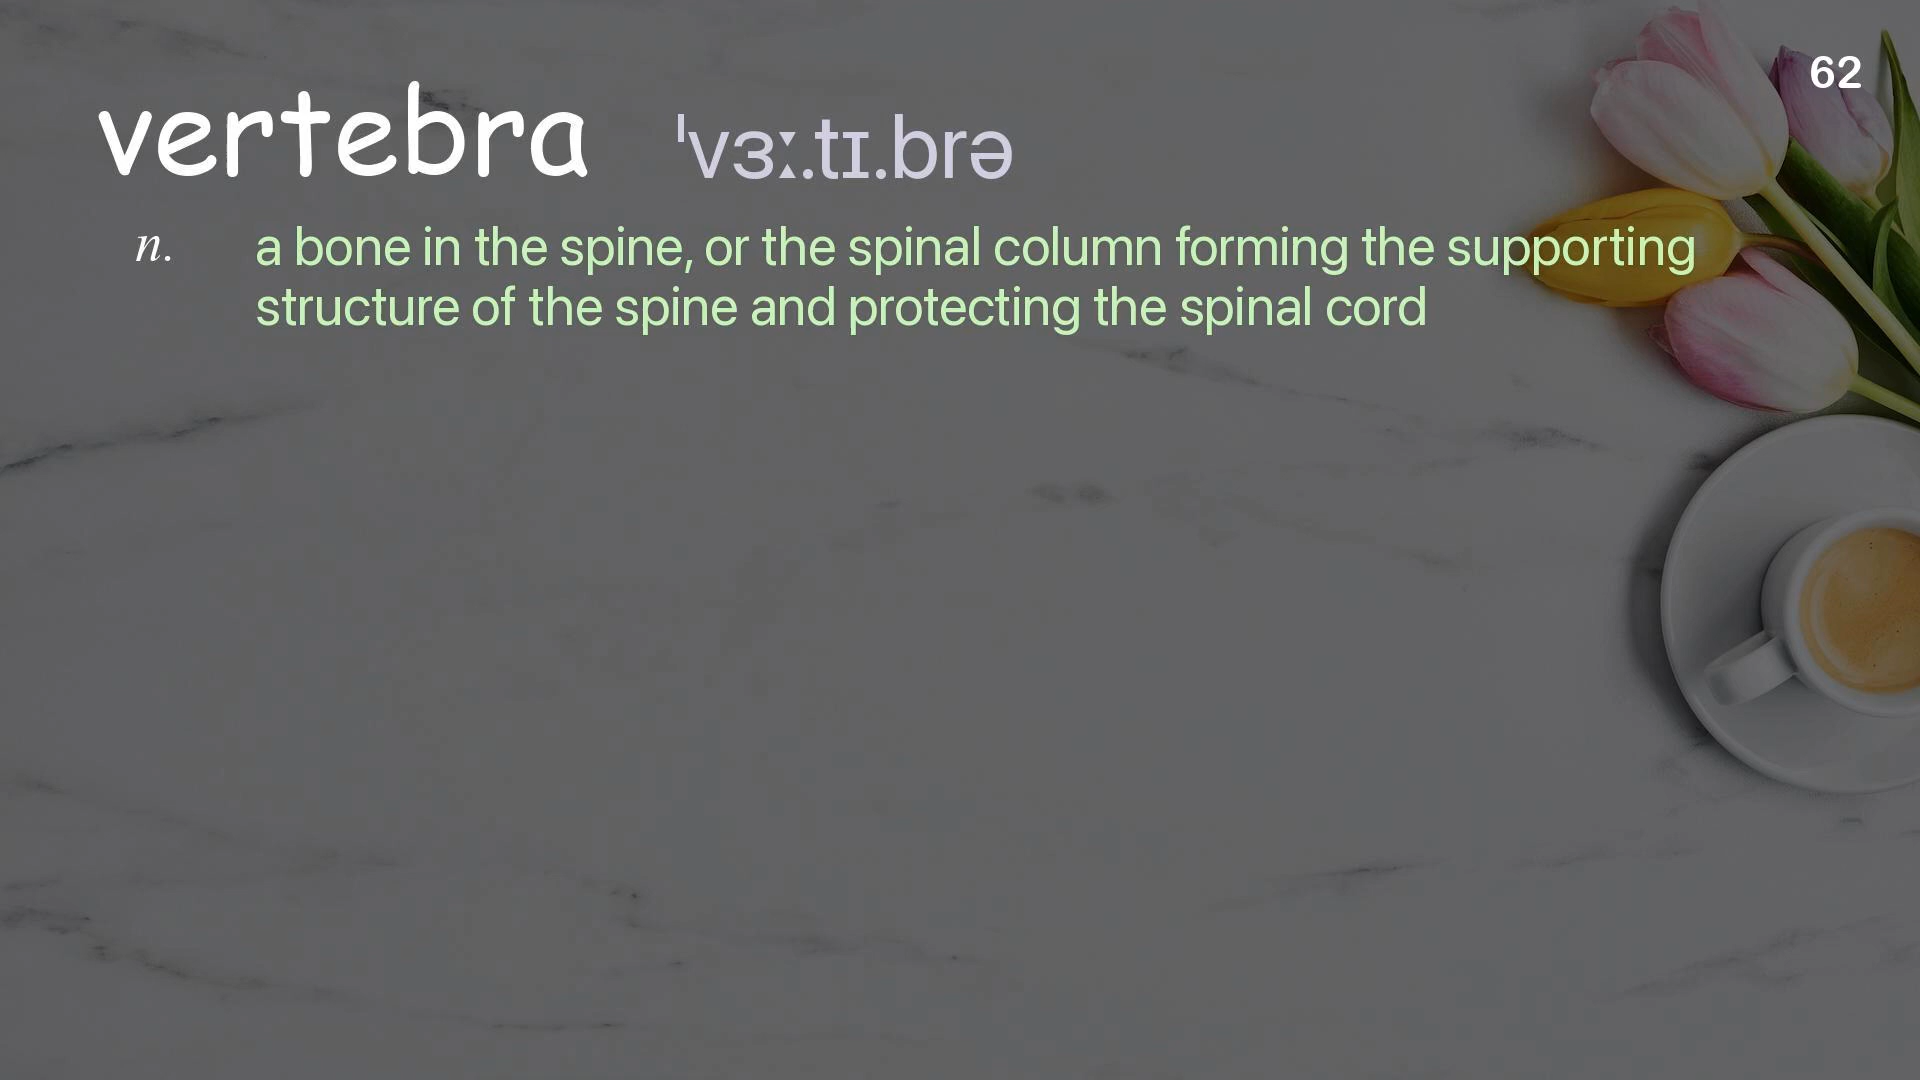 62
vertebra ˈvɜː.tɪ.brə
n. a bone in the spine, or the spinal column forming the supporting
structure of the spine and protecting the spinal cord